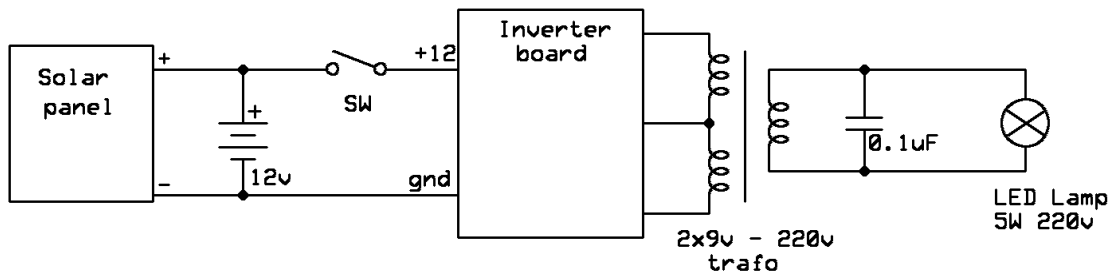 Solar
panel
+
-
+
12v
SW
+12
gnd
Inverter
board
2x9v - 220v
trafo
0.1uF
LED Lamp
5W 220v